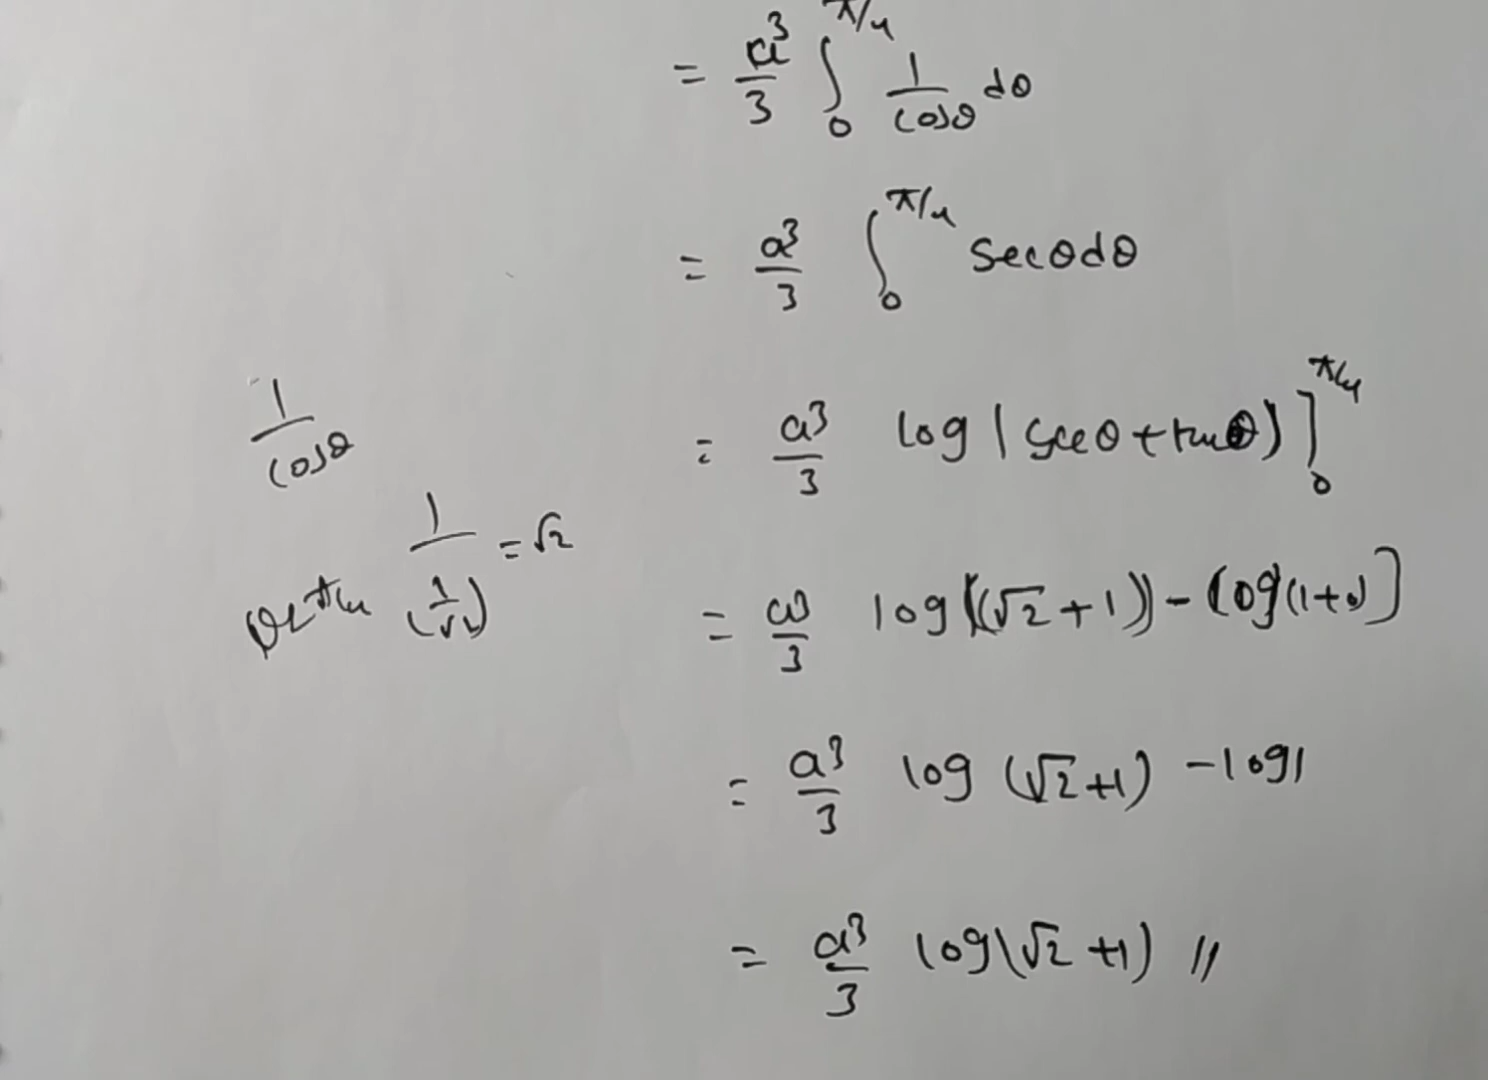 = a³/3 ∫₀^π/4 1/cosθ dθ
= a³/3 ∫₀^π/4 secθdθ
1/cosθ
= a³/3 log|secθ+tanθ)]₀^π/4
π/4 1/(1/√2) = √2
= a³/3 log((√2+1))-log(1+0)]
= a³/3 log(√2+1) -log1
= a³/3 log(√2+1) //